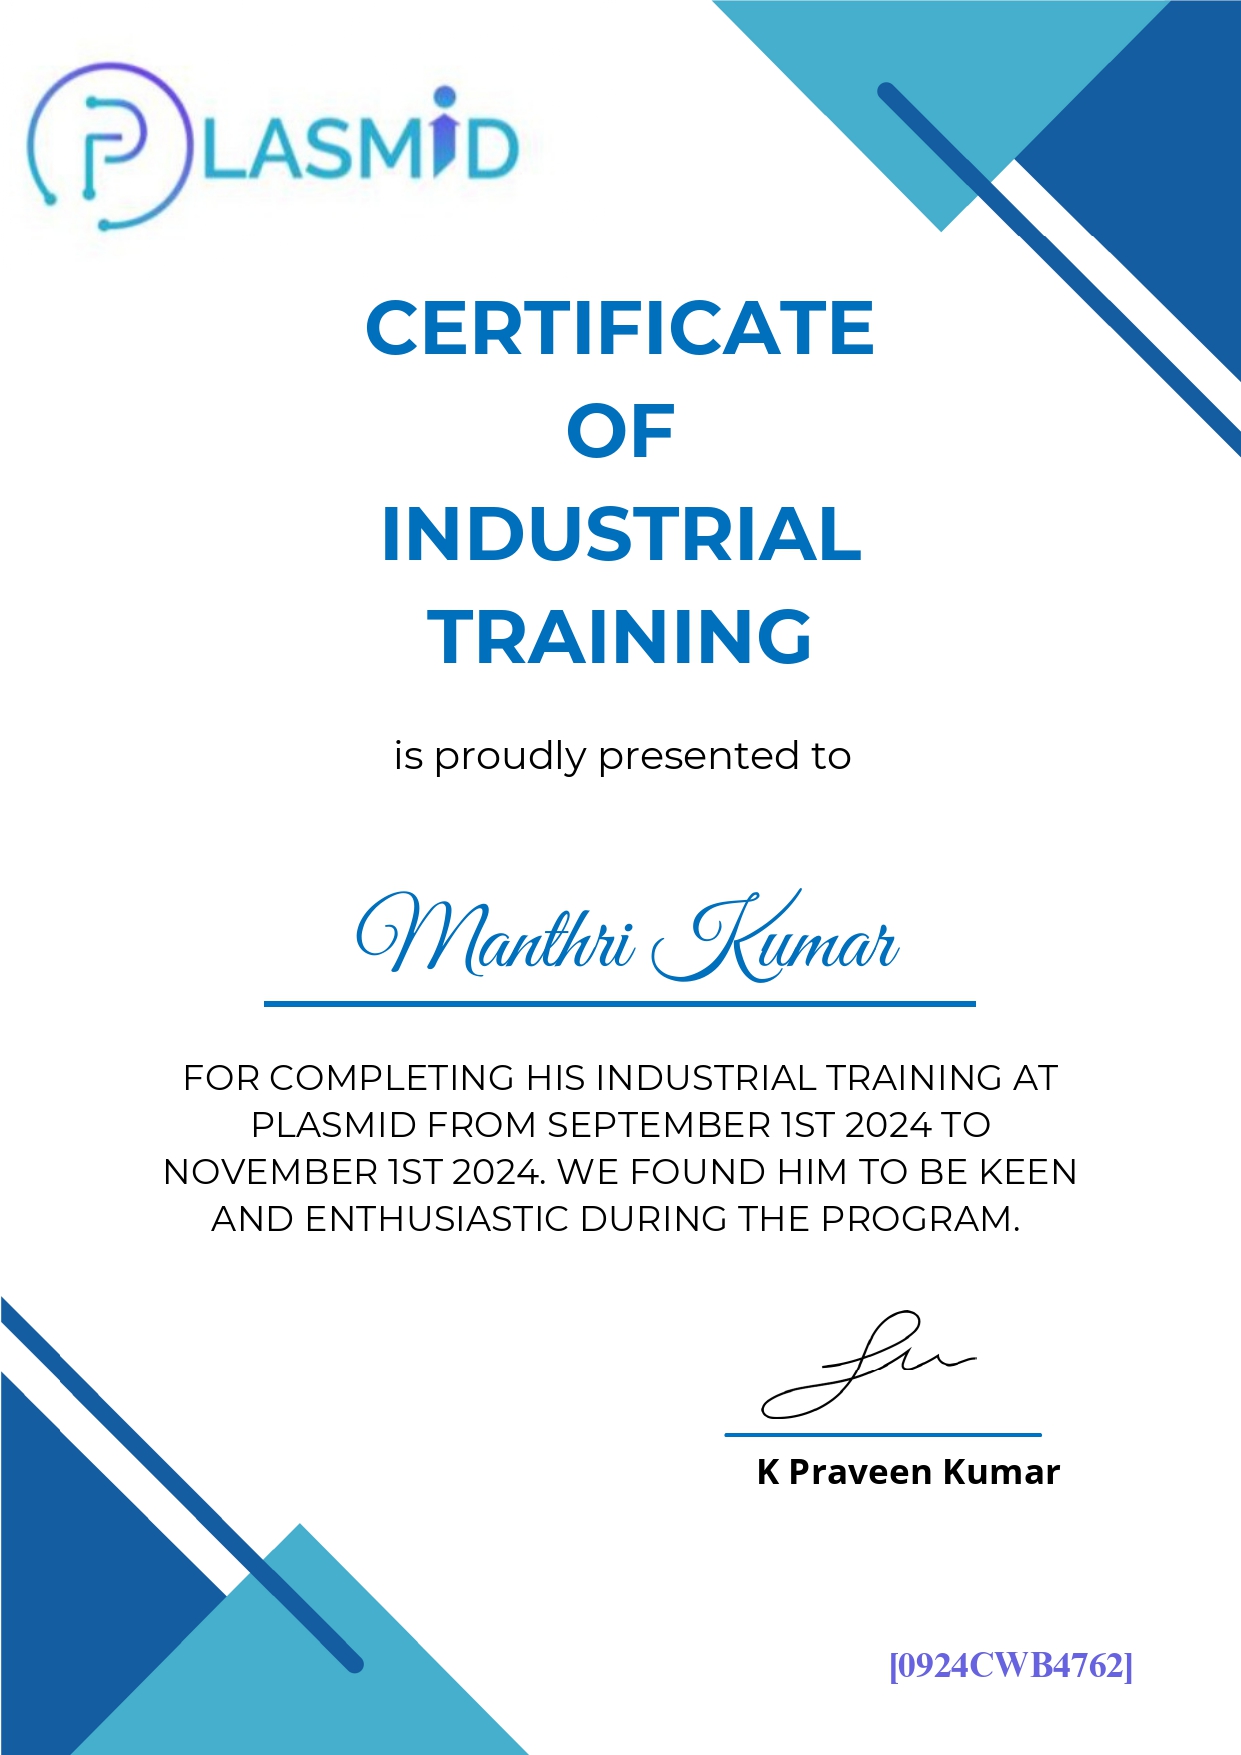 PLASMiD
CERTIFICATE
OF
INDUSTRIAL
TRAINING
is proudly presented to
Manthri Kumar
FOR COMPLETING HIS INDUSTRIAL TRAINING AT
PLASMID FROM SEPTEMBER 1ST 2024 TO
NOVEMBER 1ST 2024. WE FOUND HIM TO BE KEEN
AND ENTHUSIASTIC DURING THE PROGRAM.
K Praveen Kumar
[0924CWB4762]